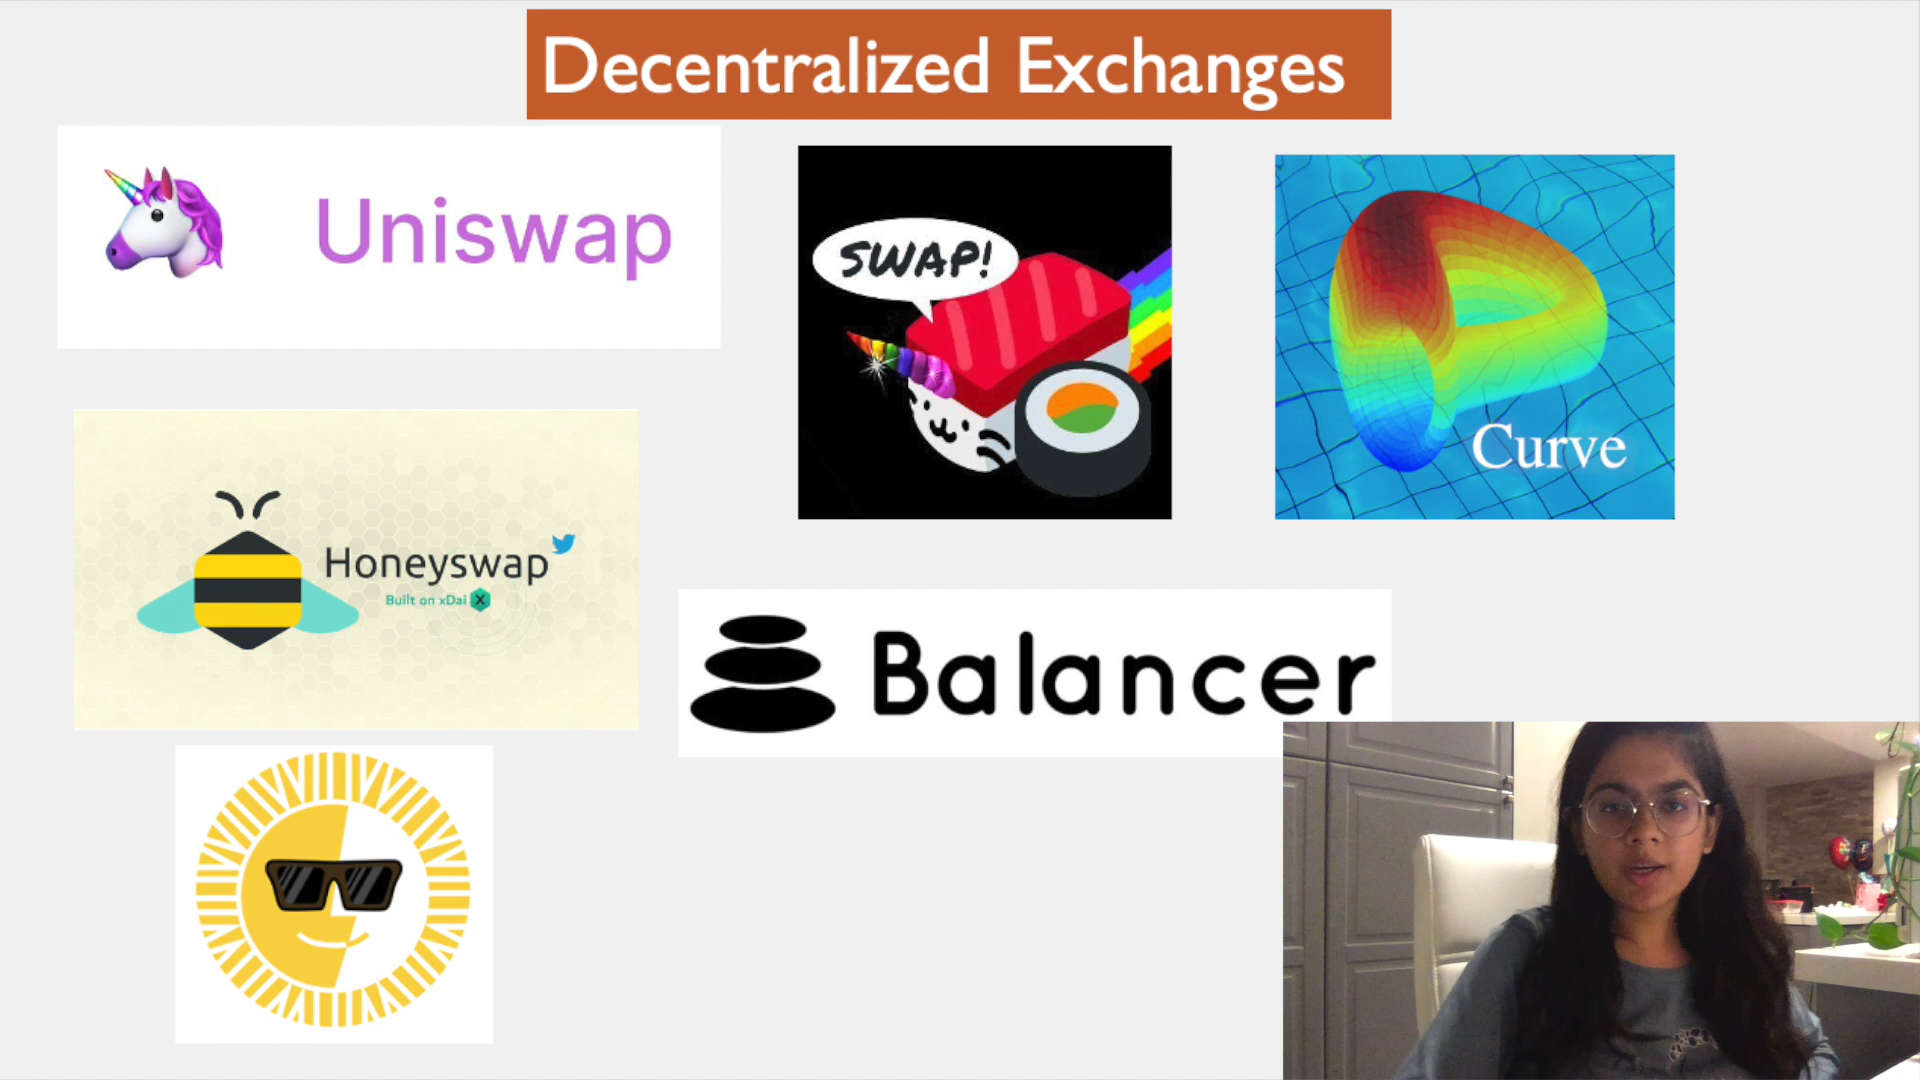 Decentralized Exchanges
Uniswap
SWAP!
Curve
Honeyswap
Built on xDai X
Balancer